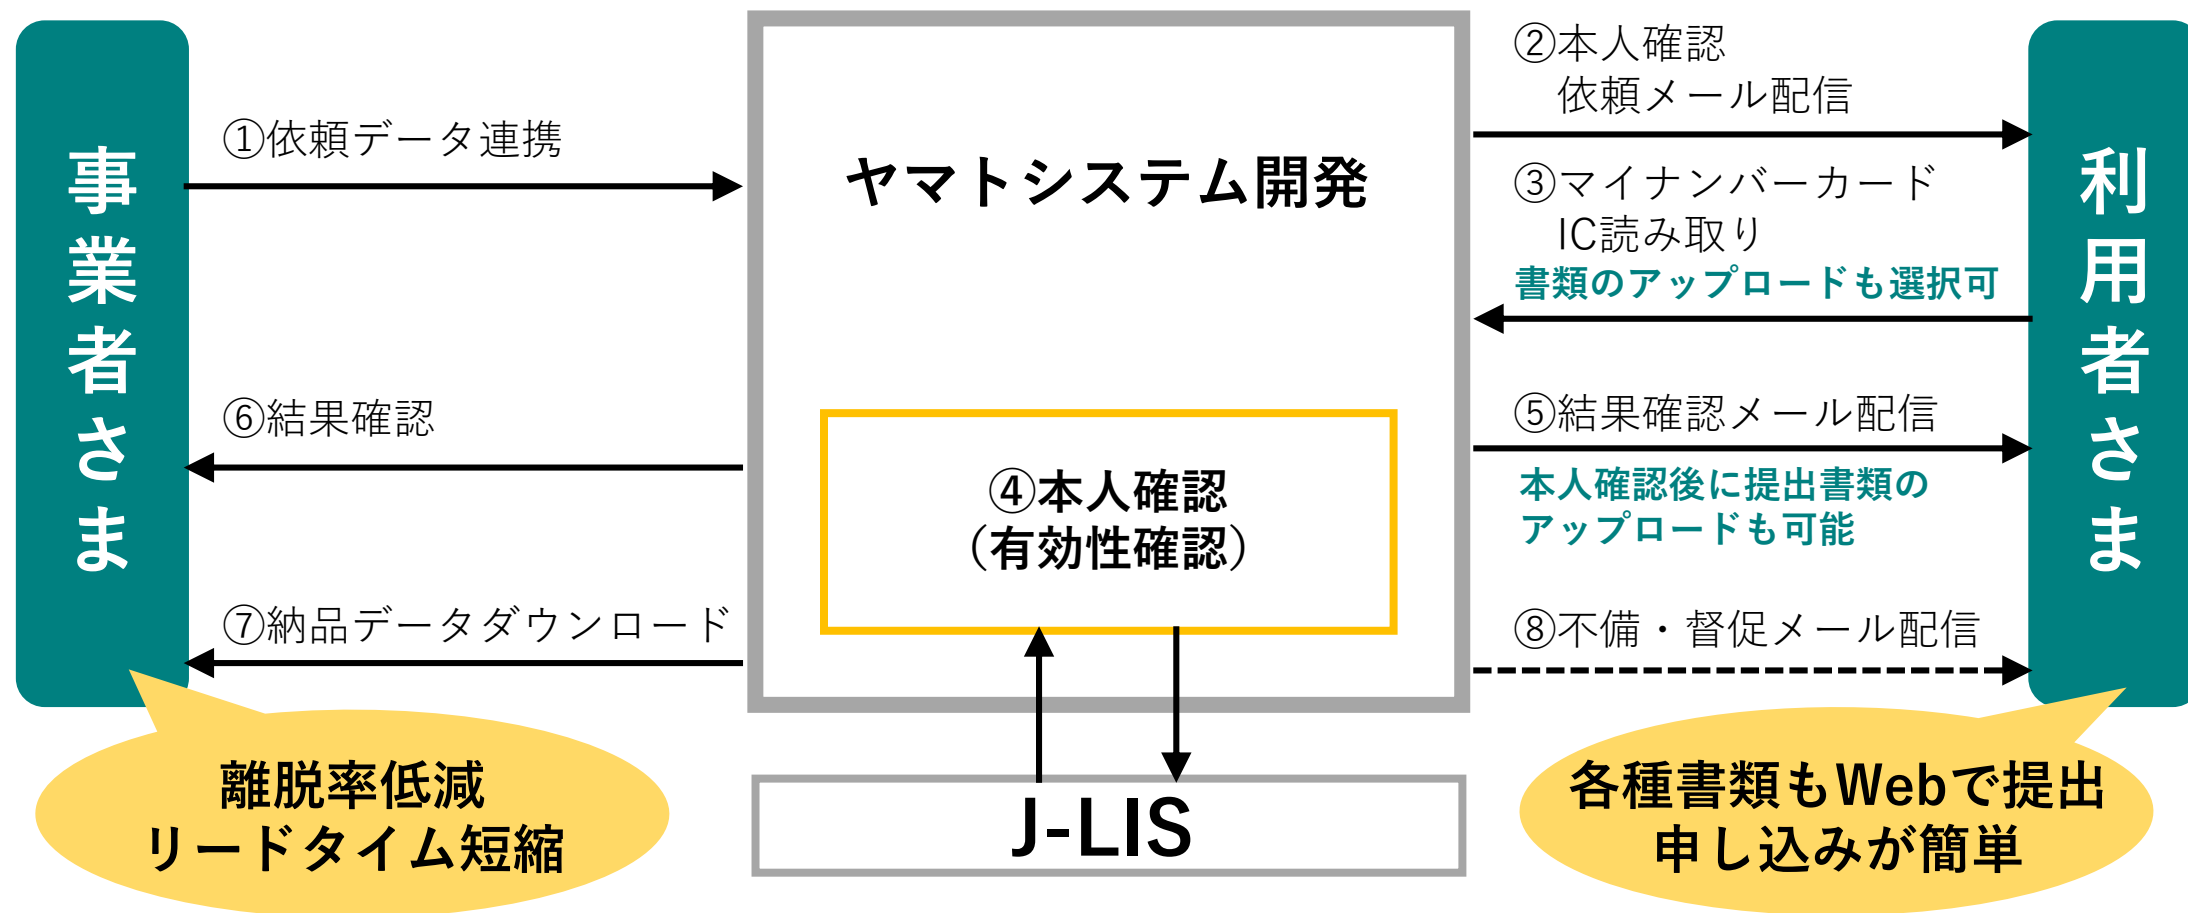 事業者さま
①依頼データ連携
⑥結果確認
⑦納品データダウンロード
離脱率低減
リードタイム短縮
ヤマトシステム開発
④本人確認
（有効性確認）
J-LIS
②本人確認
依頼メール配信
③マイナンバーカード
IC読み取り
書類のアップロードも選択可
⑤結果確認メール配信
本人確認後に提出書類の
アップロードも可能
⑧不備・督促メール配信
利用者さま
各種書類もWebで提出
申し込みが簡単